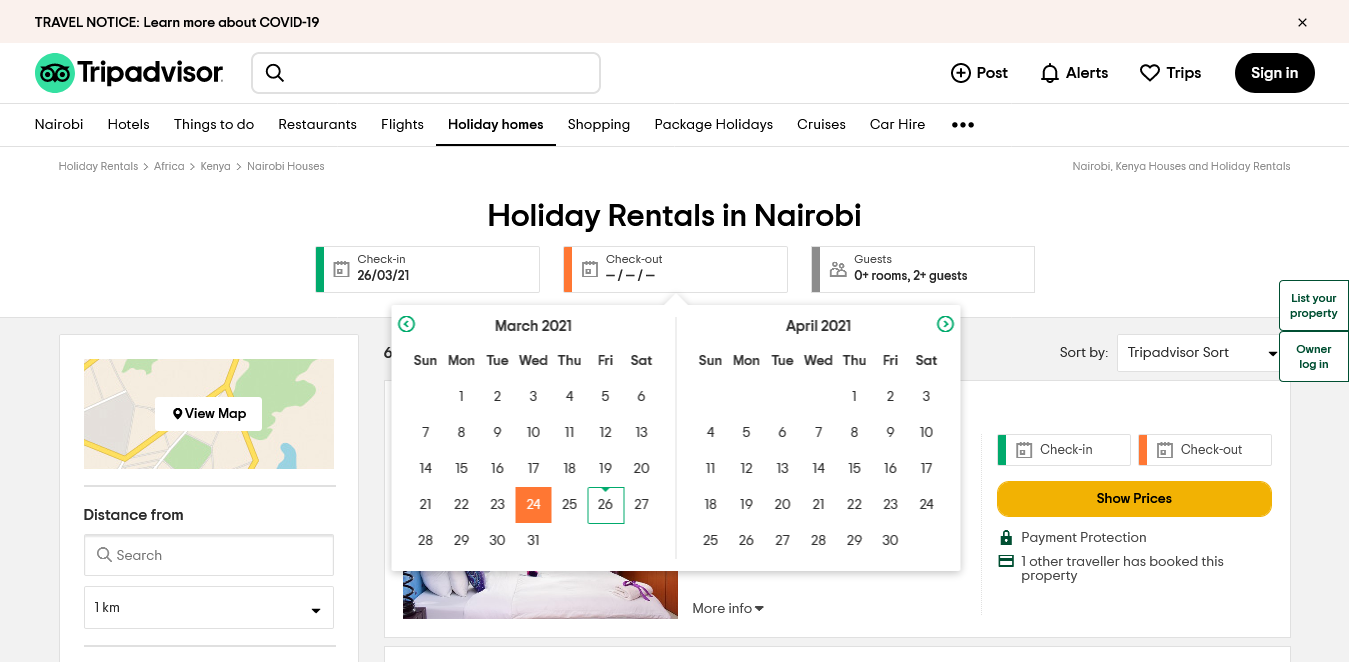 TRAVEL NOTICE: Learn more about COVID-19
Tripadvisor
Post
Alerts
Trips
Sign in
Nairobi
Hotels
Things to do
Restaurants
Flights
Holiday homes
Shopping
Package Holidays
Cruises
Car Hire
Holiday Rentals > Africa > Kenya > Nairobi Houses
Nairobi, Kenya Houses and Holiday Rentals
Holiday Rentals in Nairobi
Check-in
26/03/21
Check-out
– / – / –
Guests
0+ rooms, 2+ guests
List your
property
Owner
log in
March 2021
Sun Mon Tue Wed Thu Fri Sat
1 2 3 4 5 6
7 8 9 10 11 12 13
14 15 16 17 18 19 20
21 22 23 24 25 26 27
28 29 30 31
April 2021
Sun Mon Tue Wed Thu Fri Sat
1 2 3
4 5 6 7 8 9 10
11 12 13 14 15 16 17
18 19 20 21 22 23 24
25 26 27 28 29 30
Sort by:
Tripadvisor Sort
View Map
Distance from
Search
1 km
More info
Check-in
Check-out
Show Prices
Payment Protection
1 other traveller has booked this
property